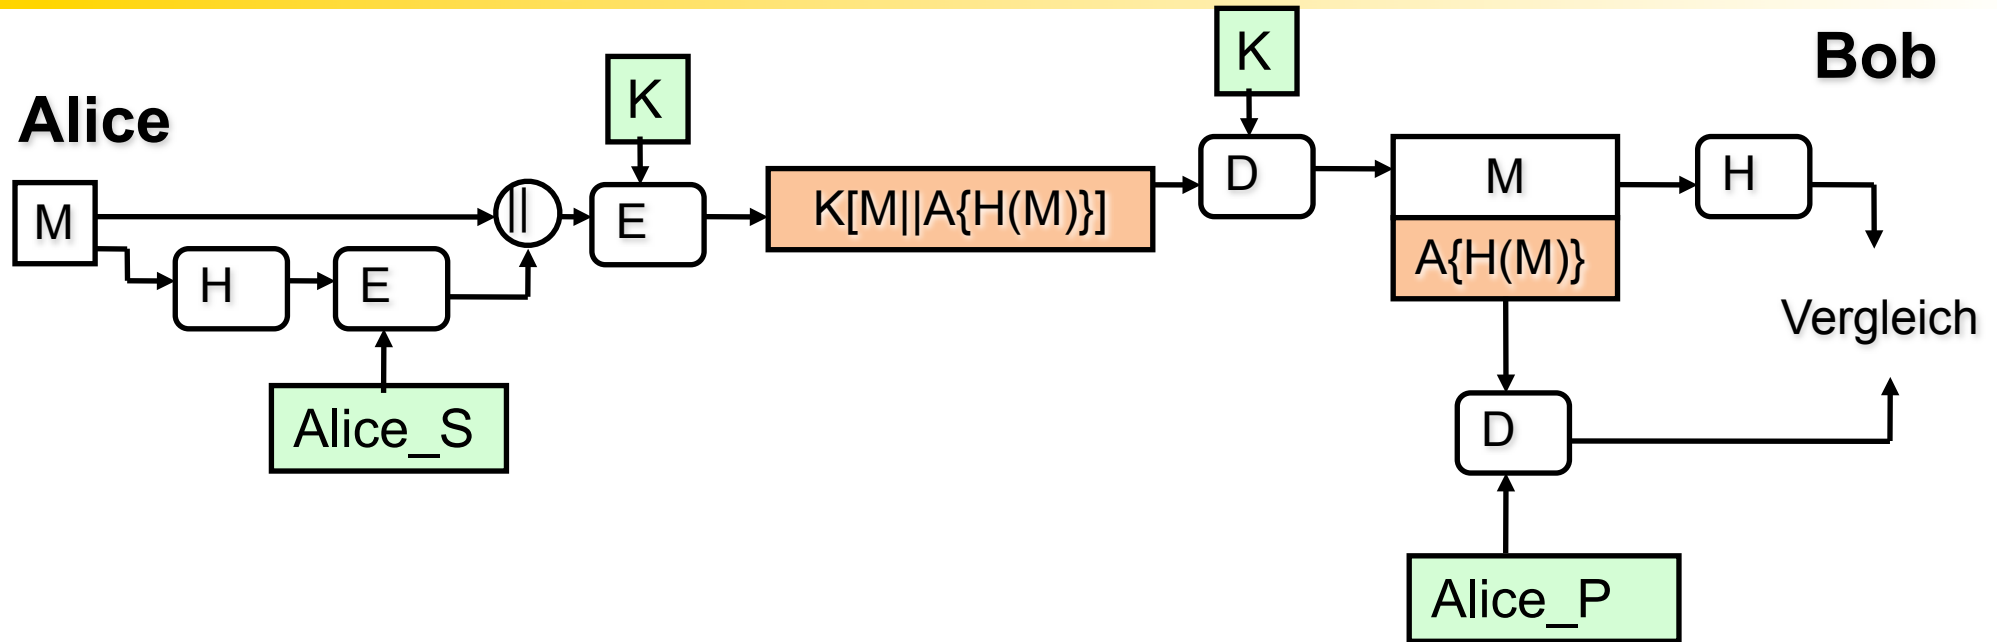 Alice
M
H
E
Alice_S
||
K
E
K[M||A{H(M)}]
K
D
M
A{H(M)}
D
Alice_P
H
Bob
Vergleich